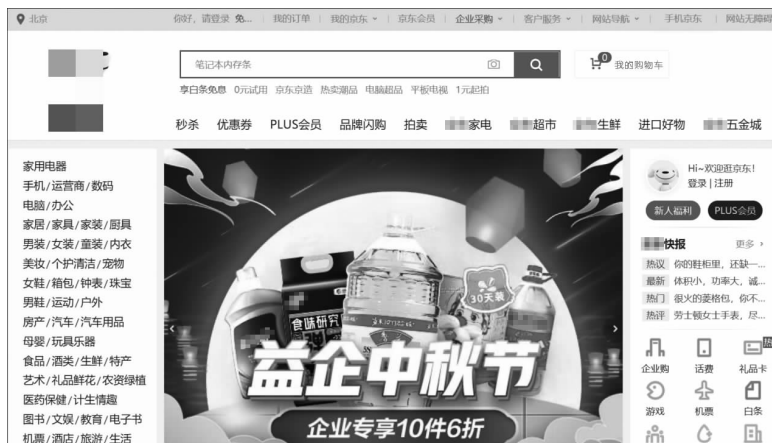 北京
你好，请登录 免... 我的订单 我的京东 京东会员 企业采购 客户服务 网站导航 手机京东 网站无障碍
笔记本内存条
0 我的购物车
享白条免息 0元试用 京东京造 热卖潮品 电脑超品 平板电视 1元起拍
秒杀 优惠券 PLUS会员 品牌闪购 拍卖 家电 超市 生鲜 进口好物 五金城
家用电器
手机/运营商/数码
电脑/办公
家居/家具/家装/厨具
男装/女装/童装/内衣
美妆/个护清洁/宠物
女鞋/箱包/钟表/珠宝
男鞋/运动/户外
房产/汽车/汽车用品
母婴/玩具乐器
食品/酒类/生鲜/特产
艺术/礼品鲜花/农资绿植
医药保健/计生情趣
图书/文娱/教育/电子书
机票/酒店/旅游/生活
食味研究
30天装
益企中秋节
企业专享10件6折
Hi~欢迎逛京东!
登录 | 注册
新人福利 PLUS会员
快报 更多 >
热议 你的鞋柜里，还缺一...
最新 体积小，功率大，诚...
热门 很火的菱格包，你不...
热评 劳士顿女士手表，尽...
热
企业购 话费 礼品卡
游戏 机票 白条